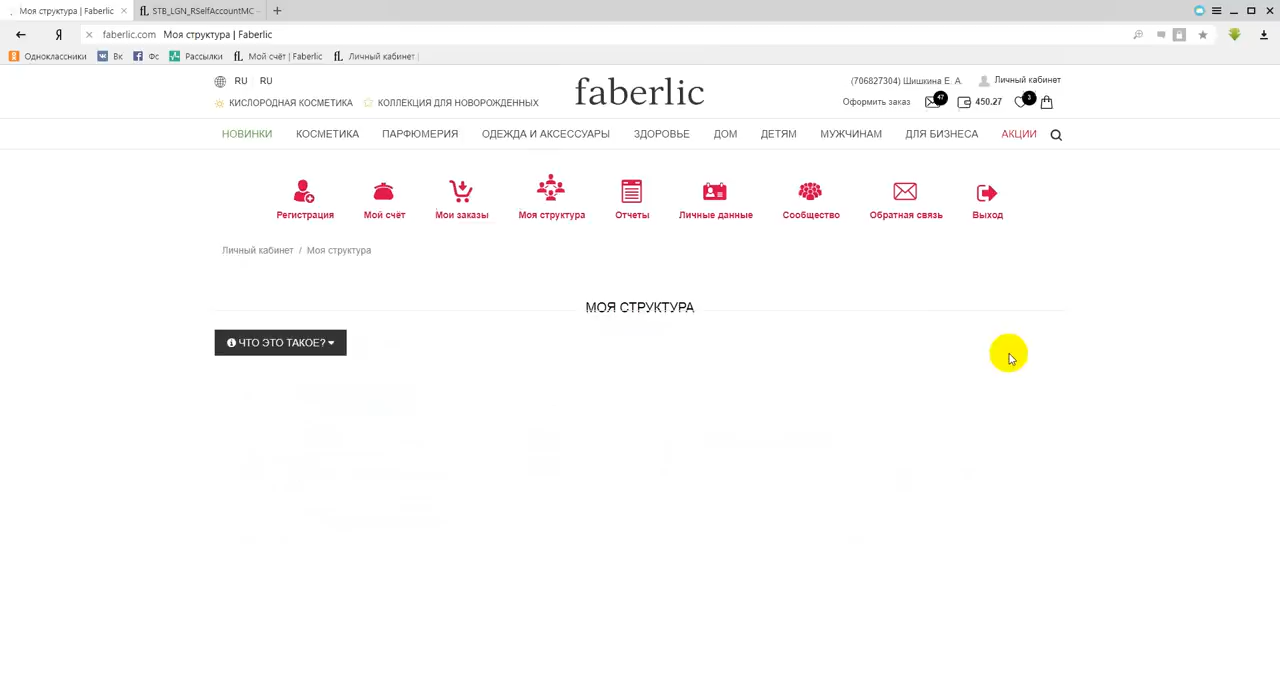 Моя структура | Faberlic
STB_LGN_RSelfAccountMC
Я faberlic.com Моя структура | Faberlic
Одноклассники Вк Фс Рассылки Мой счёт | Faberlic Личный кабинет
RU RU
(706827304) Шишкина Е. А. Личный кабинет
КИСЛОРОДНАЯ КОСМЕТИКА КОЛЛЕКЦИЯ ДЛЯ НОВОРОЖДЕННЫХ
faberlic
Оформить заказ 47 450.27 3
НОВИНКИ КОСМЕТИКА ПАРФЮМЕРИЯ ОДЕЖДА И АКСЕССУАРЫ ЗДОРОВЬЕ ДОМ ДЕТЯМ МУЖЧИНАМ ДЛЯ БИЗНЕСА АКЦИИ
Регистрация Мой счёт Мои заказы Моя структура Отчеты Личные данные Сообщество Обратная связь Выход
Личный кабинет / Моя структура
МОЯ СТРУКТУРА
ЧТО ЭТО ТАКОЕ?